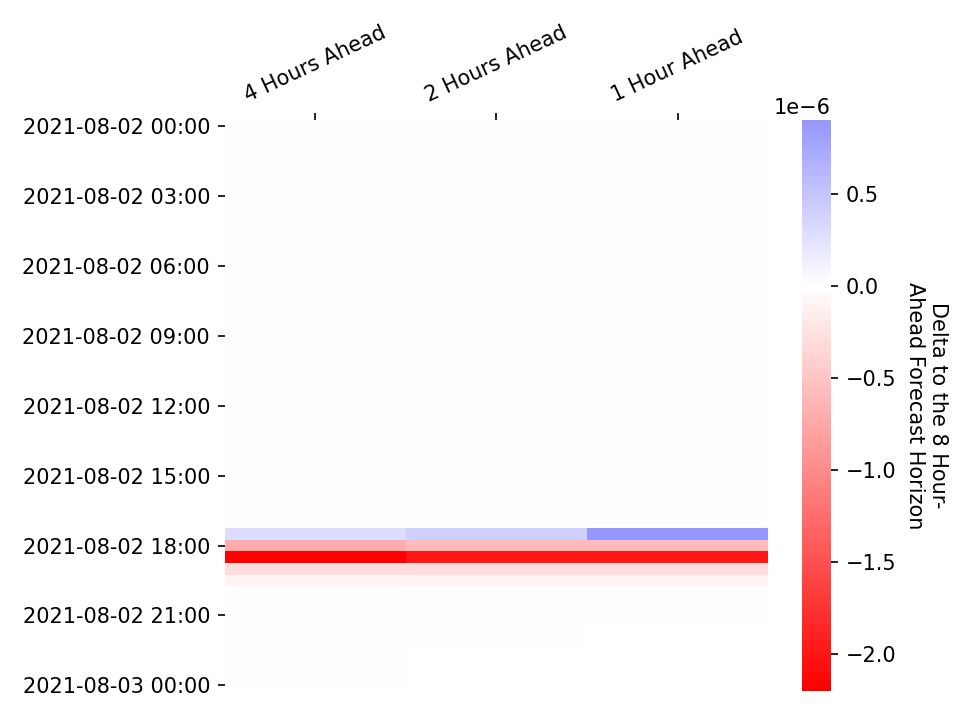 4 Hours Ahead
2 Hours Ahead
1 Hour Ahead
1e−6
2021-08-02 00:00
2021-08-02 03:00
2021-08-02 06:00
2021-08-02 09:00
2021-08-02 12:00
2021-08-02 15:00
2021-08-02 18:00
2021-08-02 21:00
2021-08-03 00:00
0.5
0.0
−0.5
−1.0
−1.5
−2.0
Delta to the 8 Hour-
Ahead Forecast Horizon